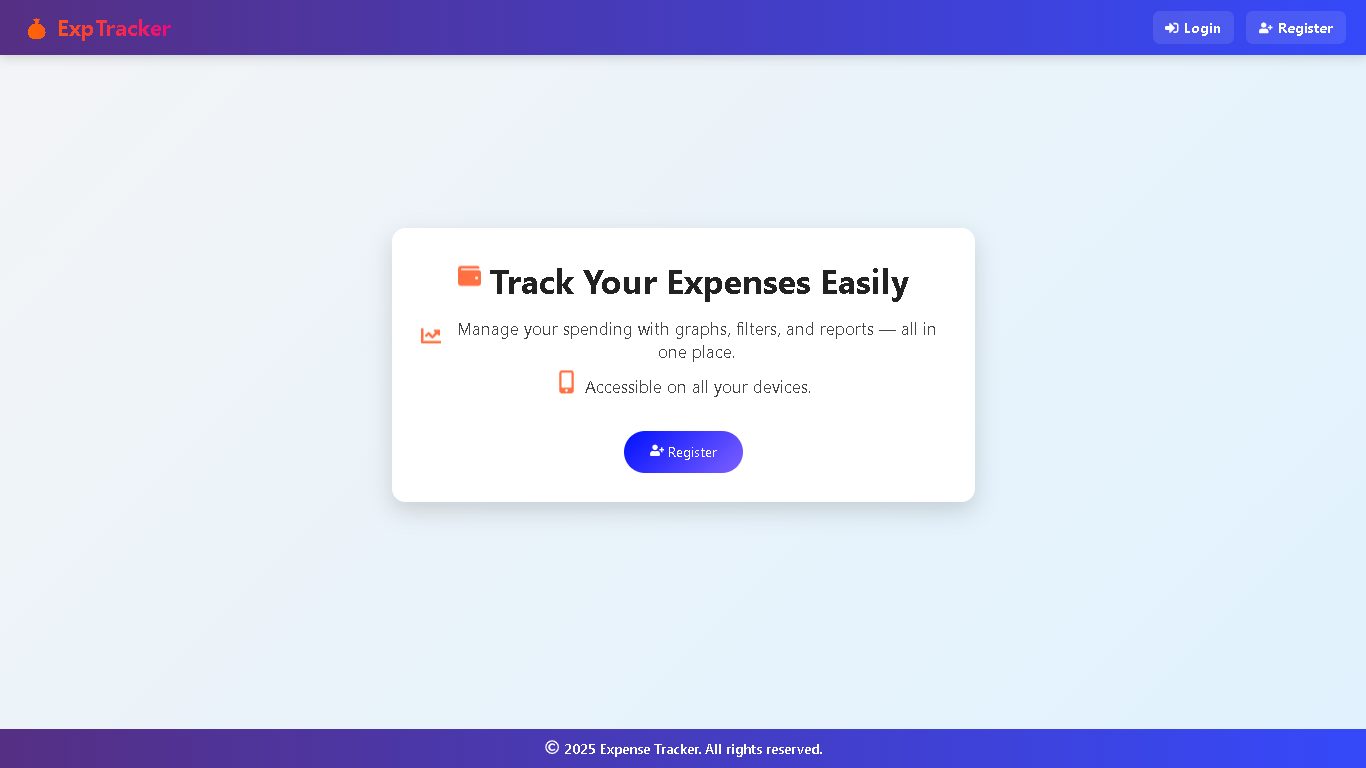 ExpTracker
Login
Register
Track Your Expenses Easily
Manage your spending with graphs, filters, and reports — all in
one place.
Accessible on all your devices.
Register
© 2025 Expense Tracker. All rights reserved.